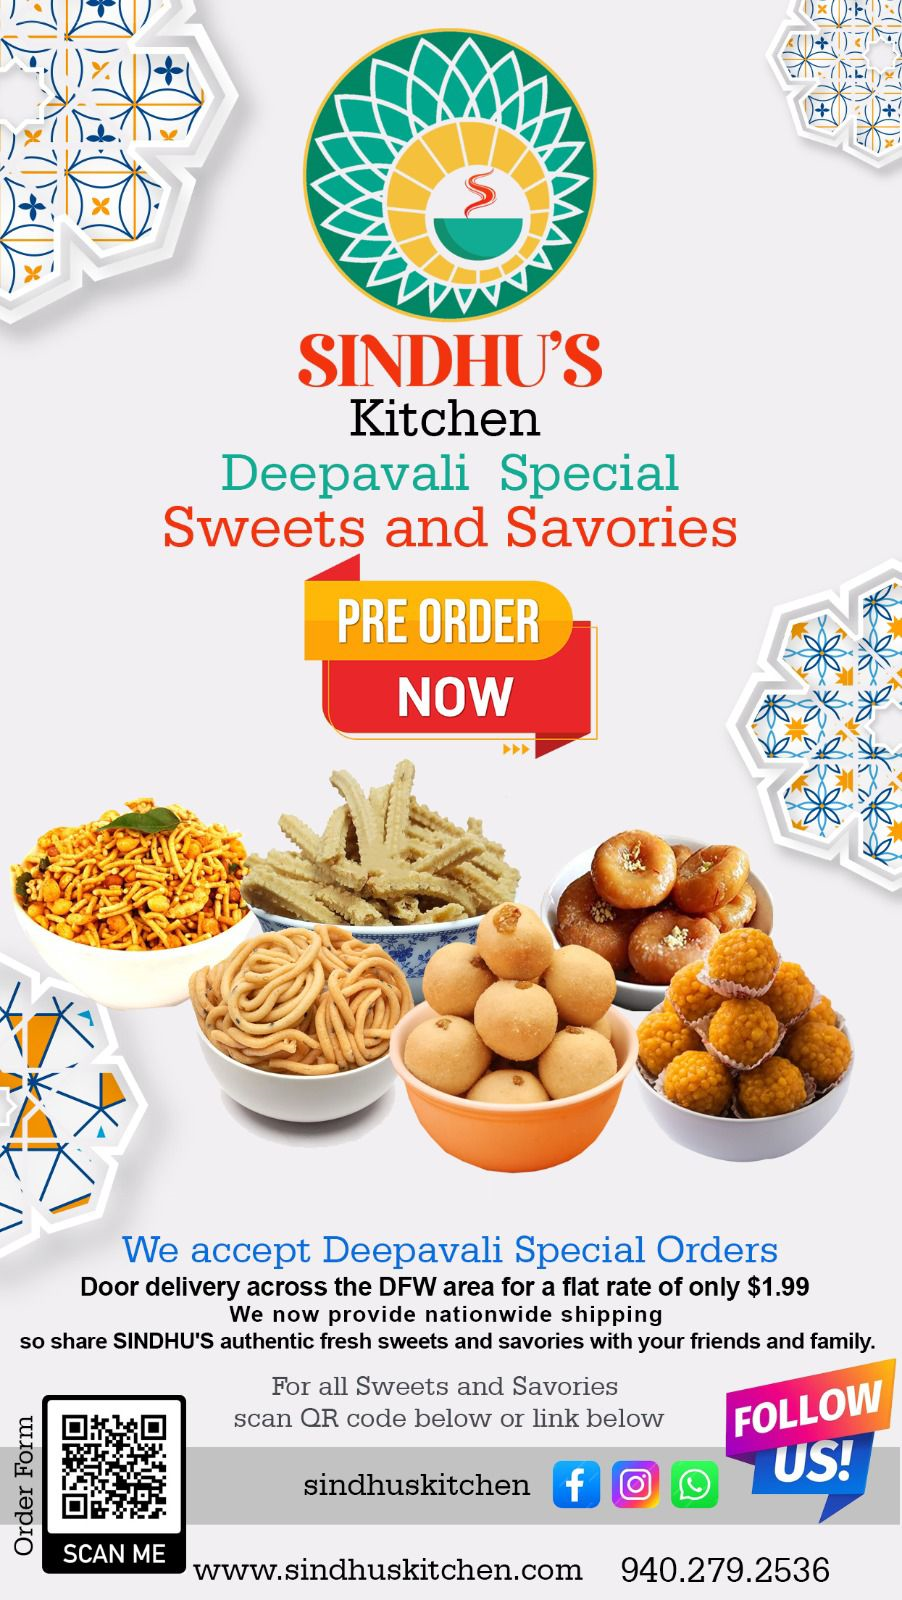 SINDHU'S
Kitchen
Deepavali Special
Sweets and Savories
PRE ORDER
NOW
We accept Deepavali Special Orders
Door delivery across the DFW area for a flat rate of only $1.99
We now provide nationwide shipping
so share SINDHU'S authentic fresh sweets and savories with your friends and family.
For all Sweets and Savories
scan QR code below or link below
FOLLOW
US!
Order Form
sindhuskitchen
SCAN ME
www.sindhuskitchen.com 940.279.2536